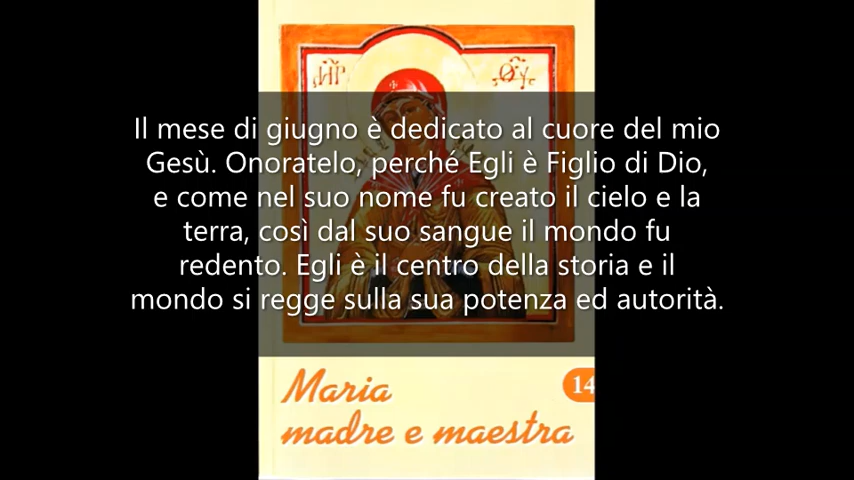 Il mese di giugno è dedicato al cuore del mio
Gesù. Onoratelo, perché Egli è Figlio di Dio,
e come nel suo nome fu creato il cielo e la
terra, così dal suo sangue il mondo fu
redento. Egli è il centro della storia e il
mondo si regge sulla sua potenza ed autorità.
Maria
14
madre e maestra